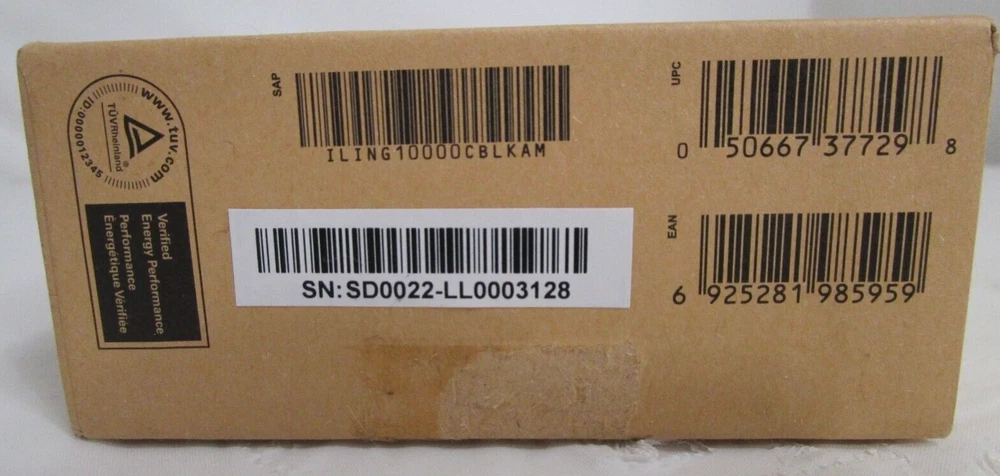 www.tuv.com
TÜVRheinland®
ID:0000012345
Verified
Energy Performance
Performance
Énergétique Vérifiée
SAP
ILING10000CBLKAM
SN:SD0022-LL0003128
UPC
0 50667 37729 8
EAN
6 925281 985959